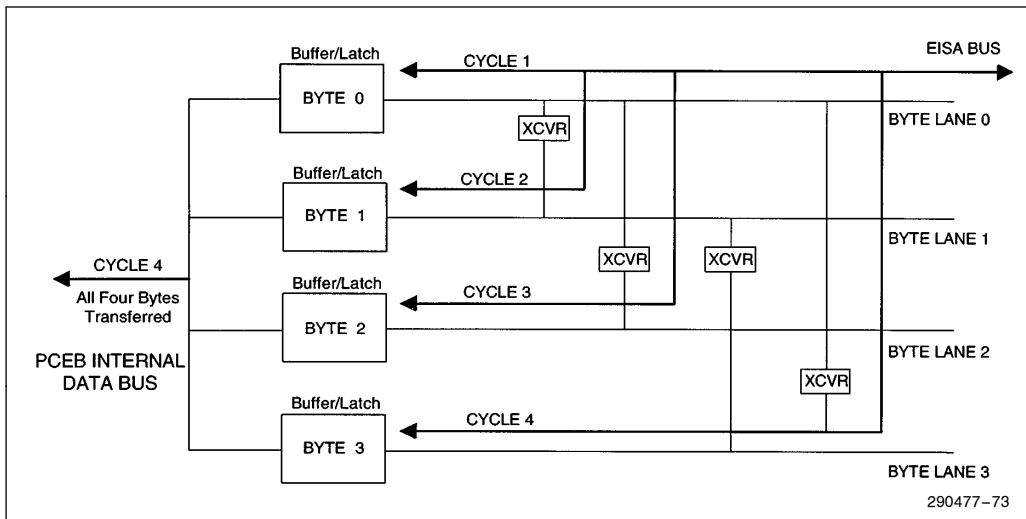 EISA BUS
Buffer/Latch
CYCLE 1
BYTE 0
BYTE LANE 0
XCVR
Buffer/Latch
CYCLE 2
BYTE 1
BYTE LANE 1
CYCLE 4
All Four Bytes
Transferred
XCVR
XCVR
Buffer/Latch
CYCLE 3
BYTE 2
BYTE LANE 2
PCEB INTERNAL
DATA BUS
XCVR
Buffer/Latch
CYCLE 4
BYTE 3
BYTE LANE 3
290477–73